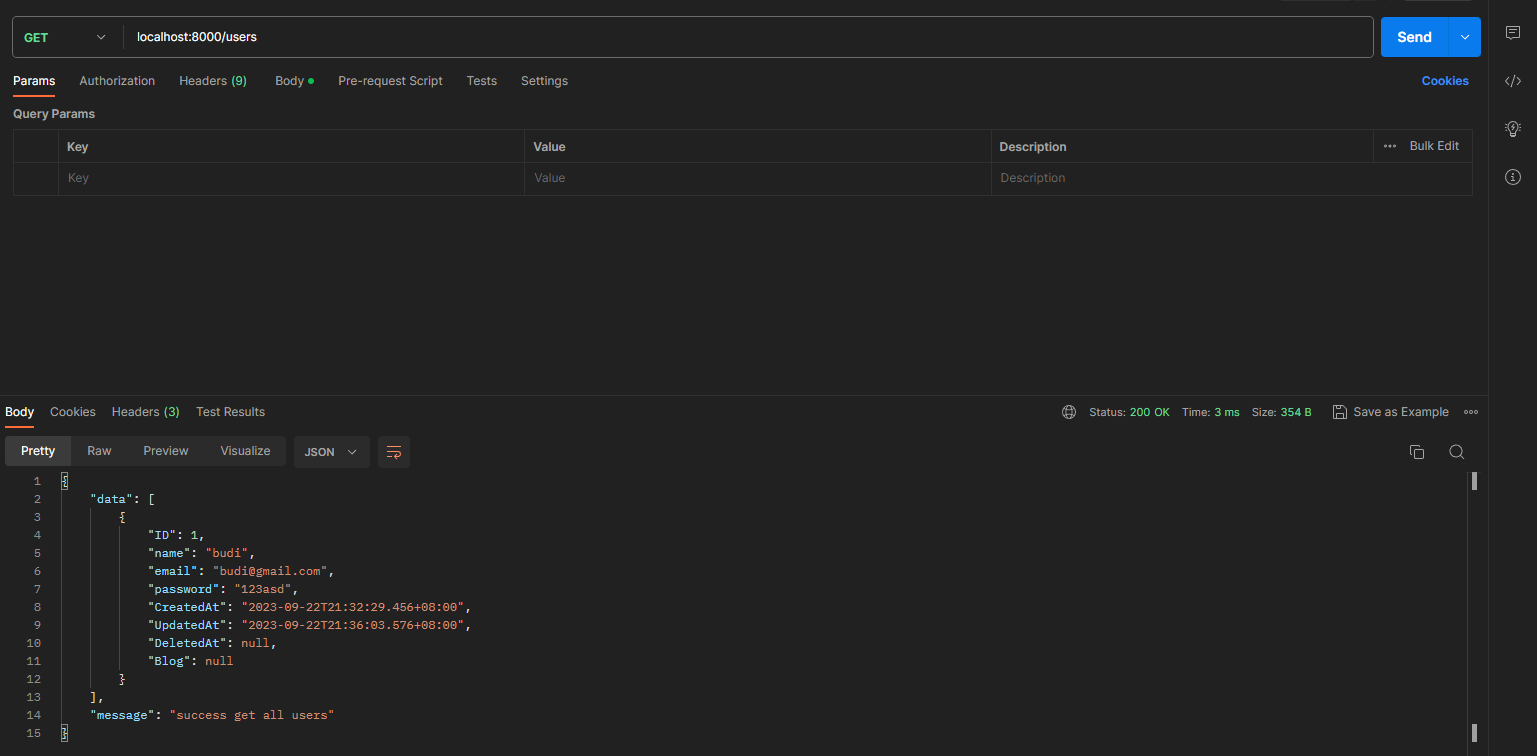 GET localhost:8000/users Send
Params Authorization Headers (9) Body Pre-request Script Tests Settings Cookies
Query Params
Key Value Description ••• Bulk Edit
Key Value Description
Body Cookies Headers (3) Test Results Status: 200 OK Time: 3 ms Size: 354 B Save as Example
Pretty Raw Preview Visualize JSON
1 {
2 "data": [
3 {
4 "ID": 1,
5 "name": "budi",
6 "email": "budi@gmail.com",
7 "password": "123asd",
8 "CreatedAt": "2023-09-22T21:32:29.456+08:00",
9 "UpdatedAt": "2023-09-22T21:36:03.576+08:00",
10 "DeletedAt": null,
11 "Blog": null
12 }
13 ],
14 "message": "success get all users"
15 }